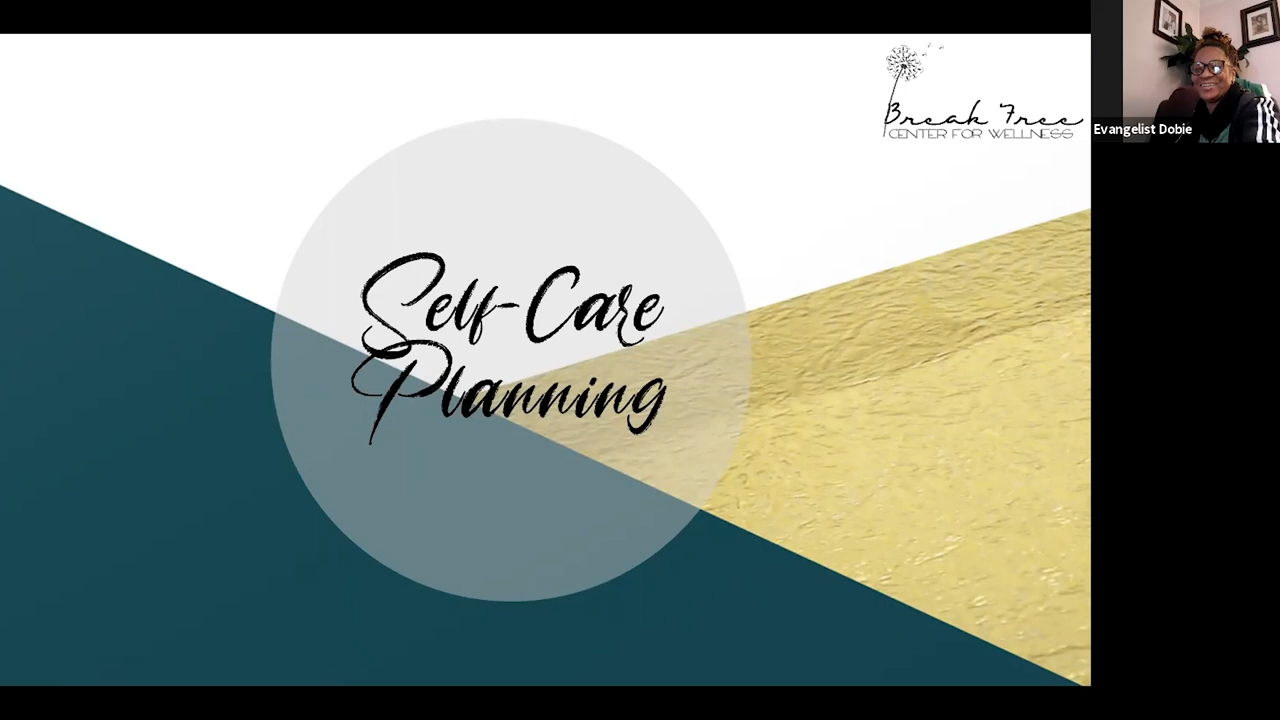 Break Free
CENTER FOR WELLNESS
Evangelist Dobie
Self-Care
Planning